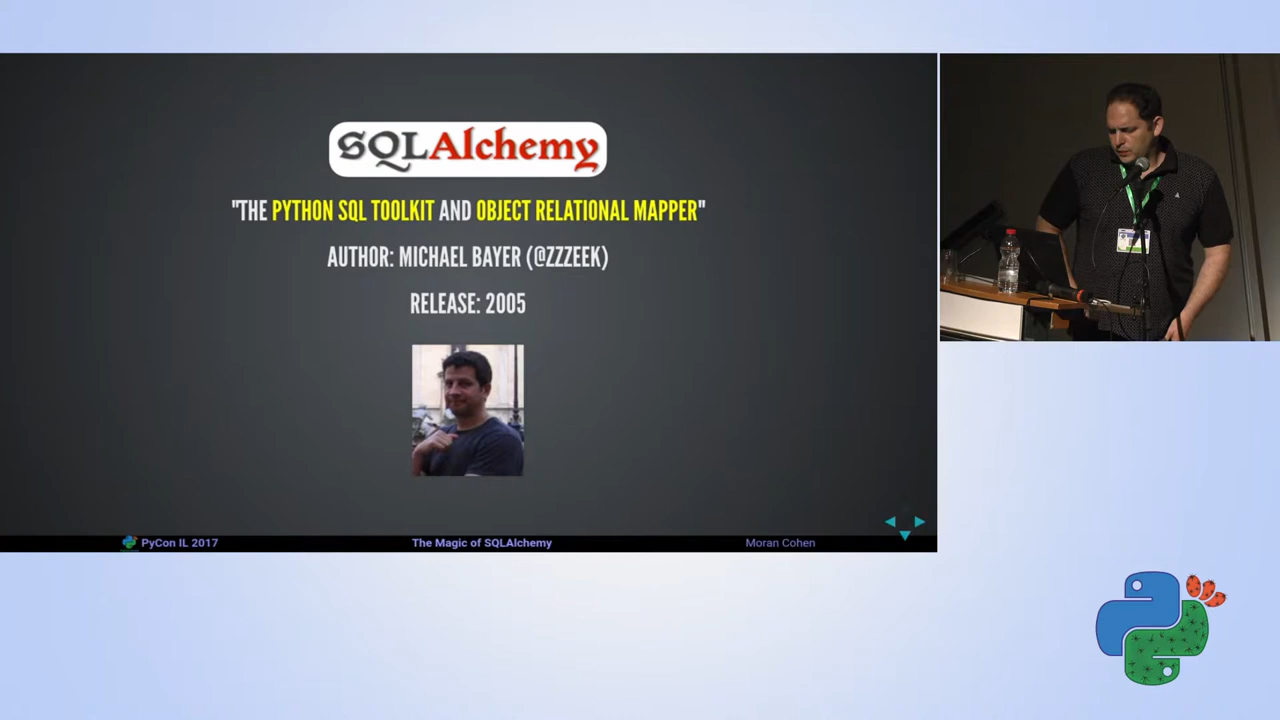 SQLAlchemy
"THE PYTHON SQL TOOLKIT AND OBJECT RELATIONAL MAPPER"
AUTHOR: MICHAEL BAYER (@ZZZEEK)
RELEASE: 2005
PyCon IL 2017
The Magic of SQLAlchemy
Moran Cohen